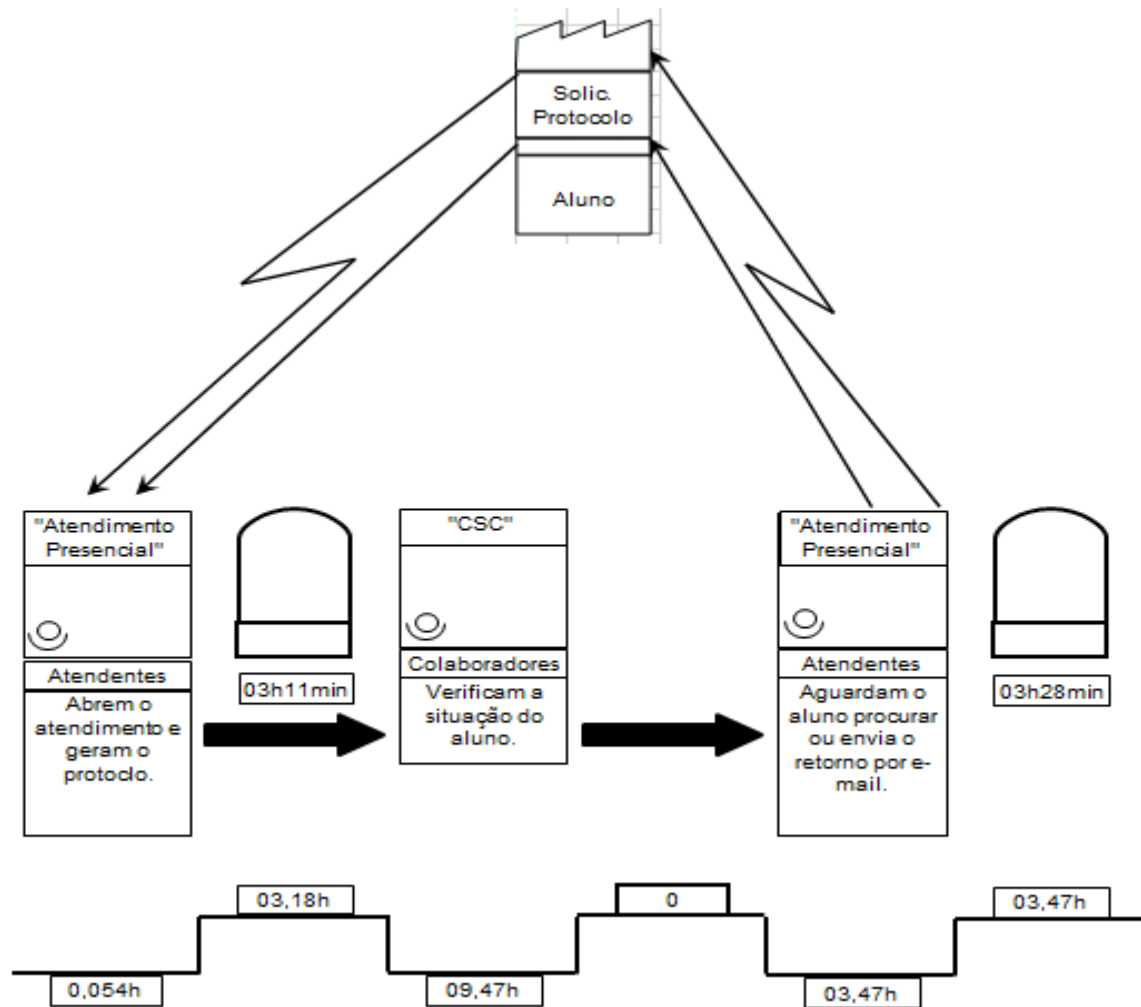 Solic.
Protocolo
Aluno
"Atendimento
Presencial"
Atendentes
Abrem o
atendimento e
geram o
protoclo.
03h11min
"CSC"
Colaboradores
Verificam a
situação do
aluno.
"Atendimento
Presencial"
Atendentes
Aguardam o
aluno procurar
ou envia o
retorno por e-
mail.
03h28min
0,054h
03,18h
09,47h
0
03,47h
03,47h